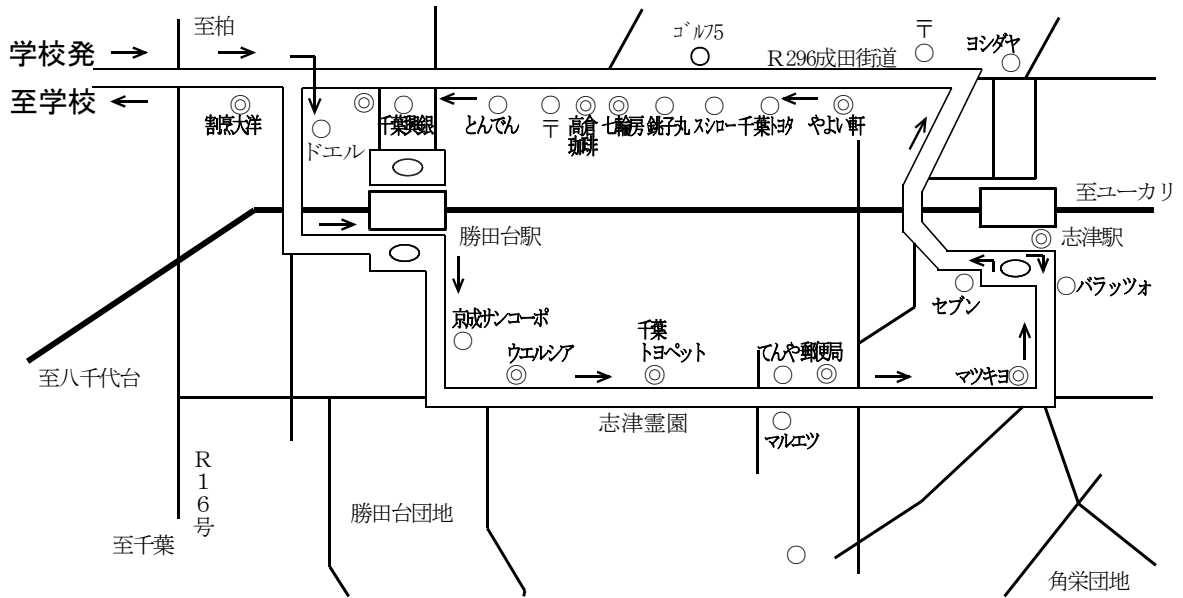 至柏
学校発
至学校
ｺﾞﾙﾌ5
〒
ヨシダヤ
R296成田街道
割烹大洋
ドエル
千葉興銀
とんでん
〒
高倉
珈琲
七輪房
銚子丸
スシロー
千葉トヨタ
やよい軒
至ユーカリ
勝田台駅
志津駅
バラッツォ
セブン
京成サンコーポ
ウエルシア
千葉
トヨペット
てんや
郵便局
マツキヨ
至八千代台
志津霊園
マルエツ
R
1
6
号
勝田台団地
至千葉
角栄団地